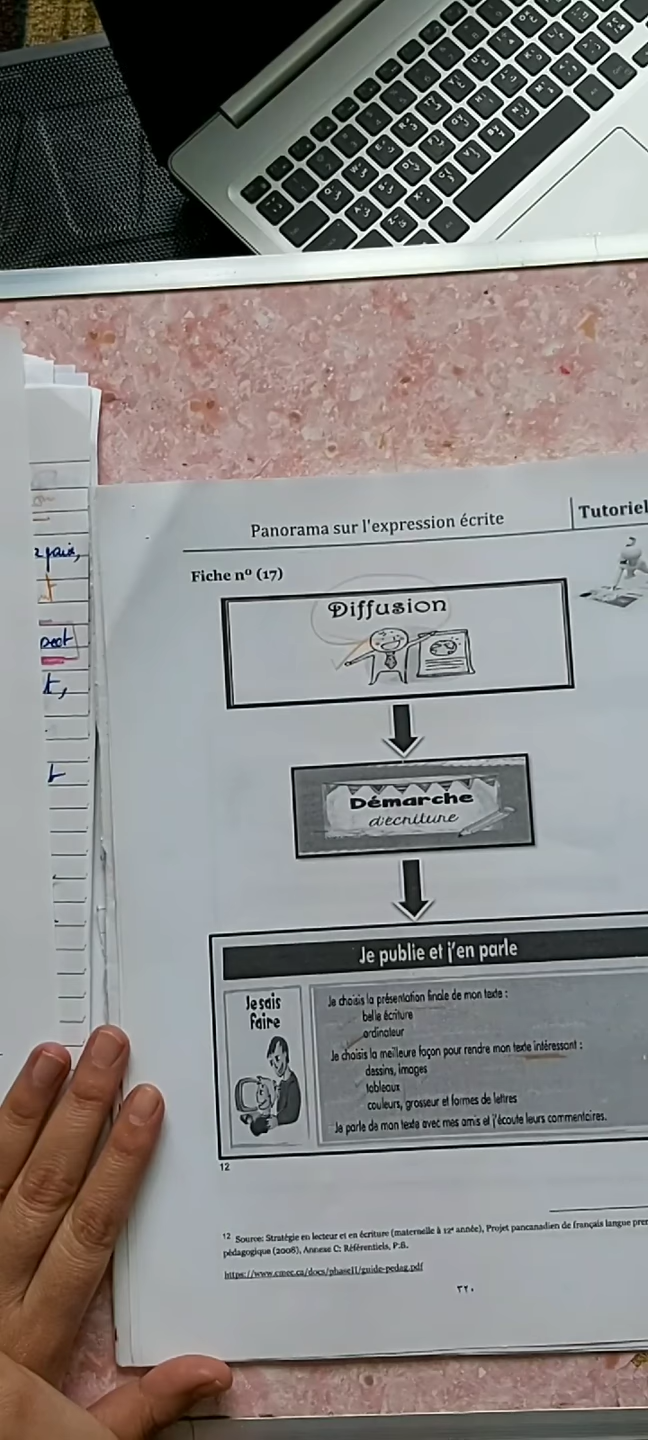 Panorama sur l'expression écrite
Tutoriel
Fiche nº (17)
Diffusion
Démarche
d'écriture
Je publie et j'en parle
Je sais
faire
Je choisis la présentation finale de mon texte :
belle écriture
ordinateur
Je choisis la meilleure façon pour rendre mon texte intéressant :
dessins, images
tableaux
couleurs, grosseur et formes de lettres
Je parle de mon texte avec mes amis et j'écoute leurs commentaires.
12
12 Source: Stratégie en lecteur et en écriture (maternelle à 12e année), Projet pancanadien de français langue
pédagogique (2008), Annexe C: Référentiels, P:8.
https://www.cmec.ca/docs/phaseII/guide-pedag.pdf
٣٢٠